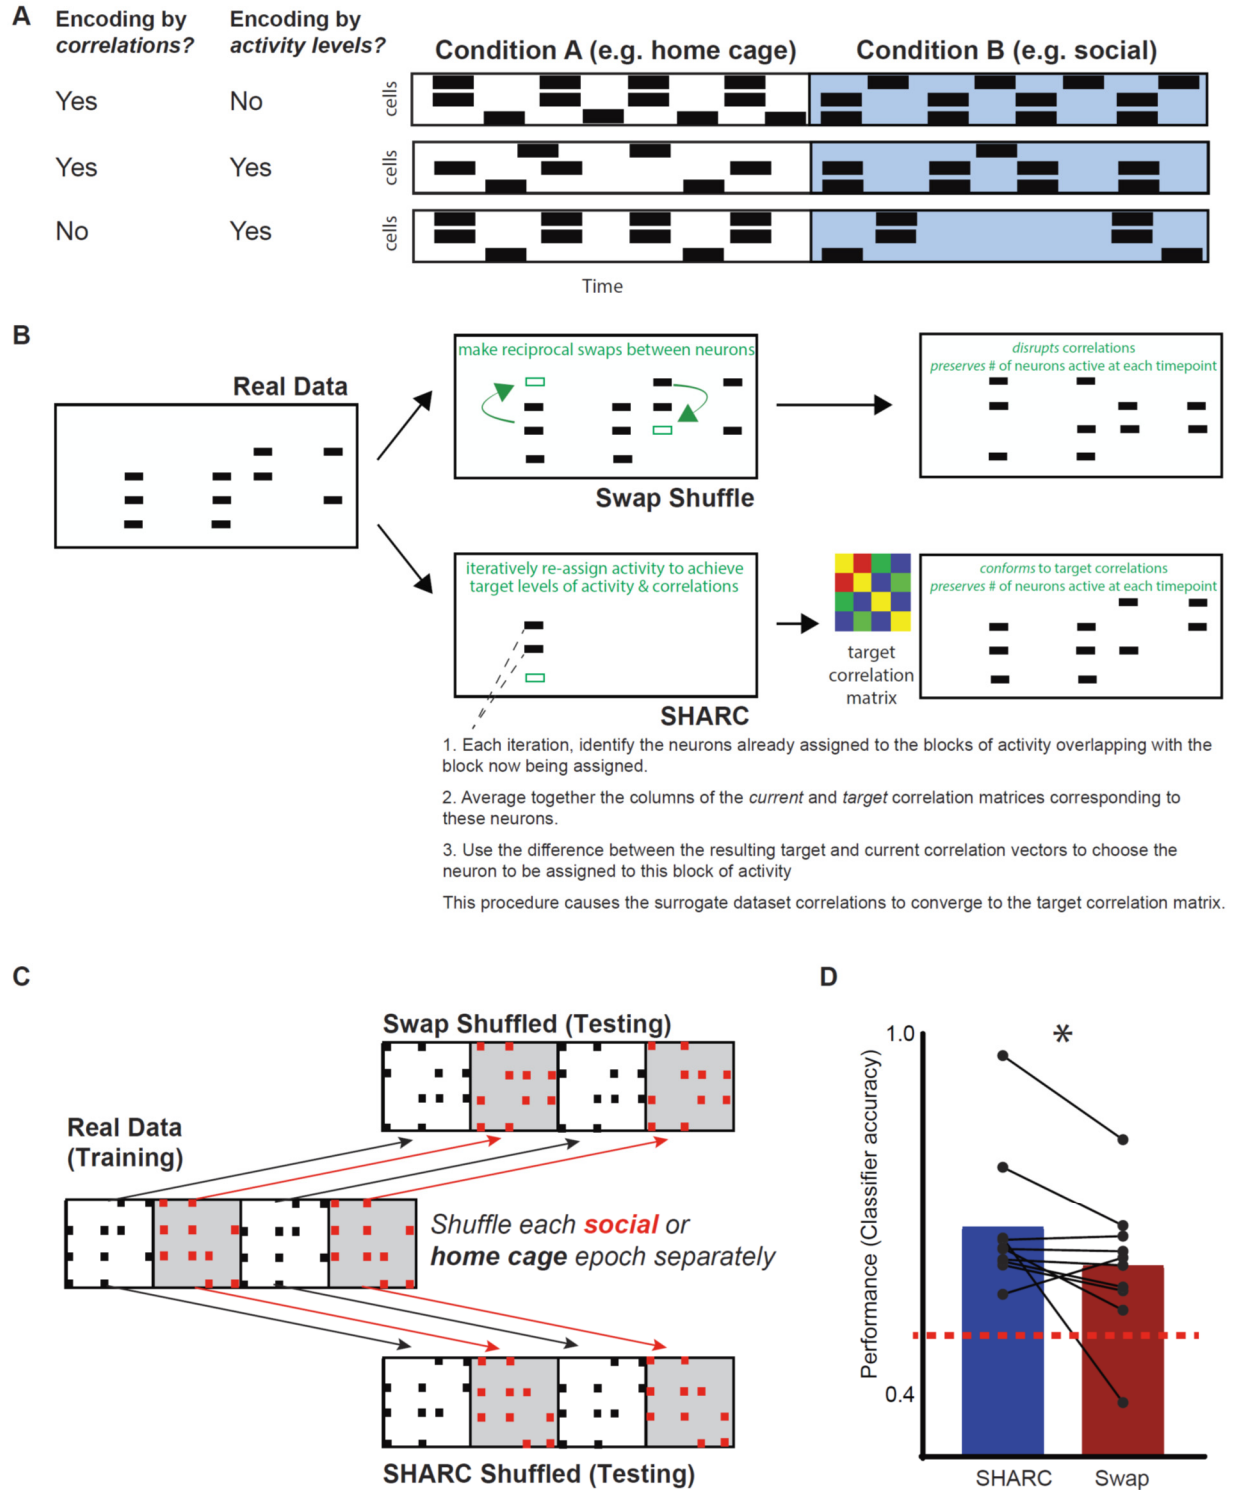 A
Encoding by
correlations?
Encoding by
activity levels?
Condition A (e.g. home cage)
Condition B (e.g. social)
Yes
No
cells
Yes
Yes
cells
No
Yes
cells
Time
B
Real Data
make reciprocal swaps between neurons
Swap Shuffle
disrupts correlations
preserves # of neurons active at each timepoint
iteratively re-assign activity to achieve
target levels of activity & correlations
SHARC
target
correlation
matrix
conforms to target correlations
preserves # of neurons active at each timepoint
1. Each iteration, identify the neurons already assigned to the blocks of activity overlapping with the
block now being assigned.
2. Average together the columns of the current and target correlation matrices corresponding to
these neurons.
3. Use the difference between the resulting target and current correlation vectors to choose the
neuron to be assigned to this block of activity
This procedure causes the surrogate dataset correlations to converge to the target correlation matrix.
C
Swap Shuffled (Testing)
Real Data
(Training)
Shuffle each social or
home cage epoch separately
SHARC Shuffled (Testing)
D
1.0
*
Performance (Classifier accuracy)
0.4
SHARC
Swap